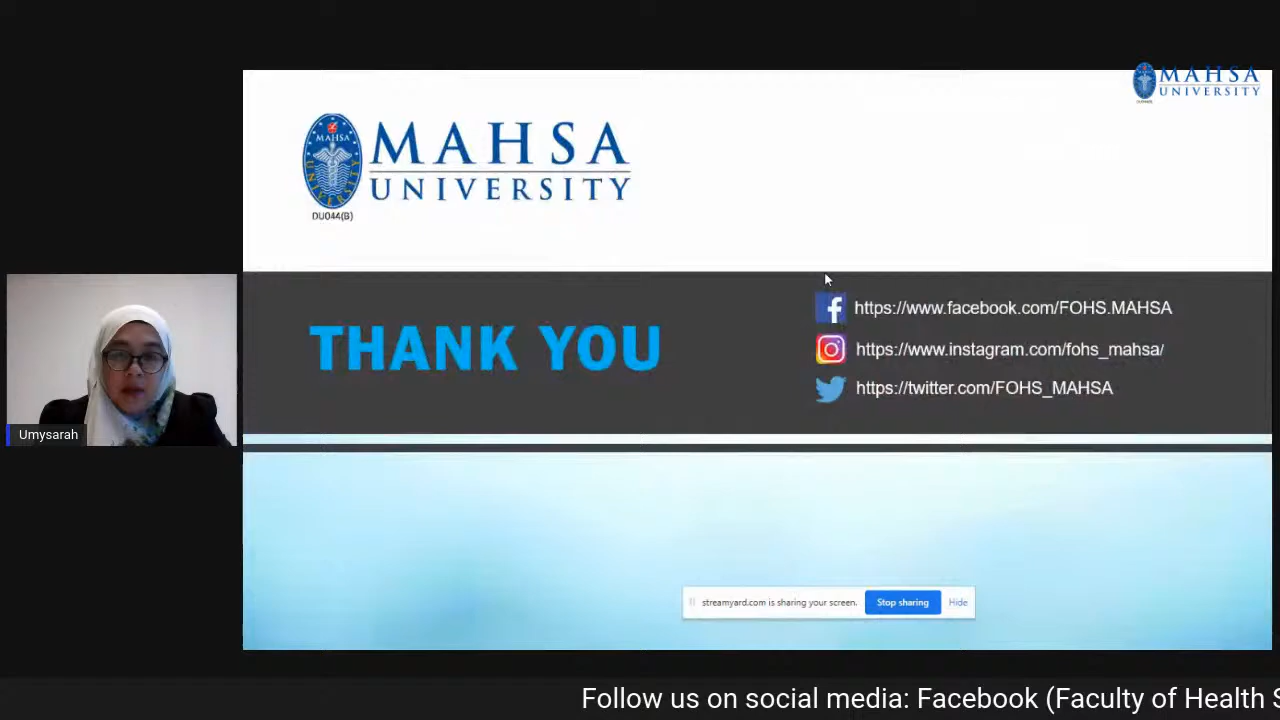 MAHSA
UNIVERSITY
MAHSA
UNIVERSITY
MAHSA
UNIVERSITY
DU044(B)
THANK YOU
https://www.facebook.com/FOHS.MAHSA
https://www.instagram.com/fohs_mahsa/
https://twitter.com/FOHS_MAHSA
Umysarah
streamyard.com is sharing your screen.
Stop sharing
Hide
Follow us on social media: Facebook (Faculty of Health S